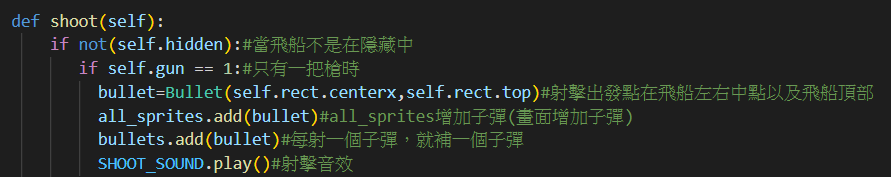 def shoot(self):
if not(self.hidden):#當飛船不是在隱藏中
if self.gun == 1:#只有一把槍時
bullet=Bullet(self.rect.centerx,self.rect.top)#射擊出發點在飛船左右中點以及飛船頂部
all_sprites.add(bullet)#all_sprites增加子彈(畫面增加子彈)
bullets.add(bullet)#每射一個子彈，就補一個子彈
SHOOT_SOUND.play()#射擊音效